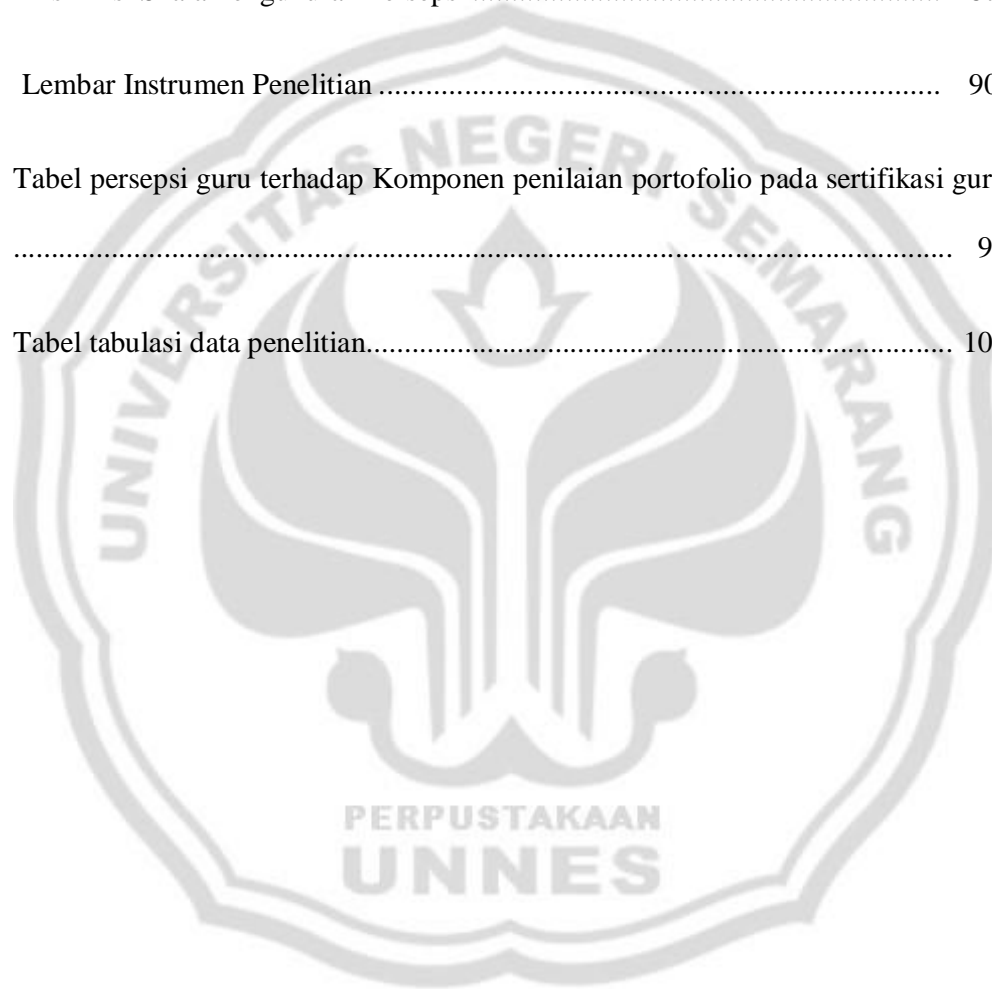 Lembar Instrumen Penelitian ........................................................................ 90
Tabel persepsi guru terhadap Komponen penilaian portofolio pada sertifikasi gur
......................................................................................................................... 9
Tabel tabulasi data penelitian........................................................................... 10
UNIVERSITAS NEGERI SEMARANG
PERPUSTAKAAN
UNNES